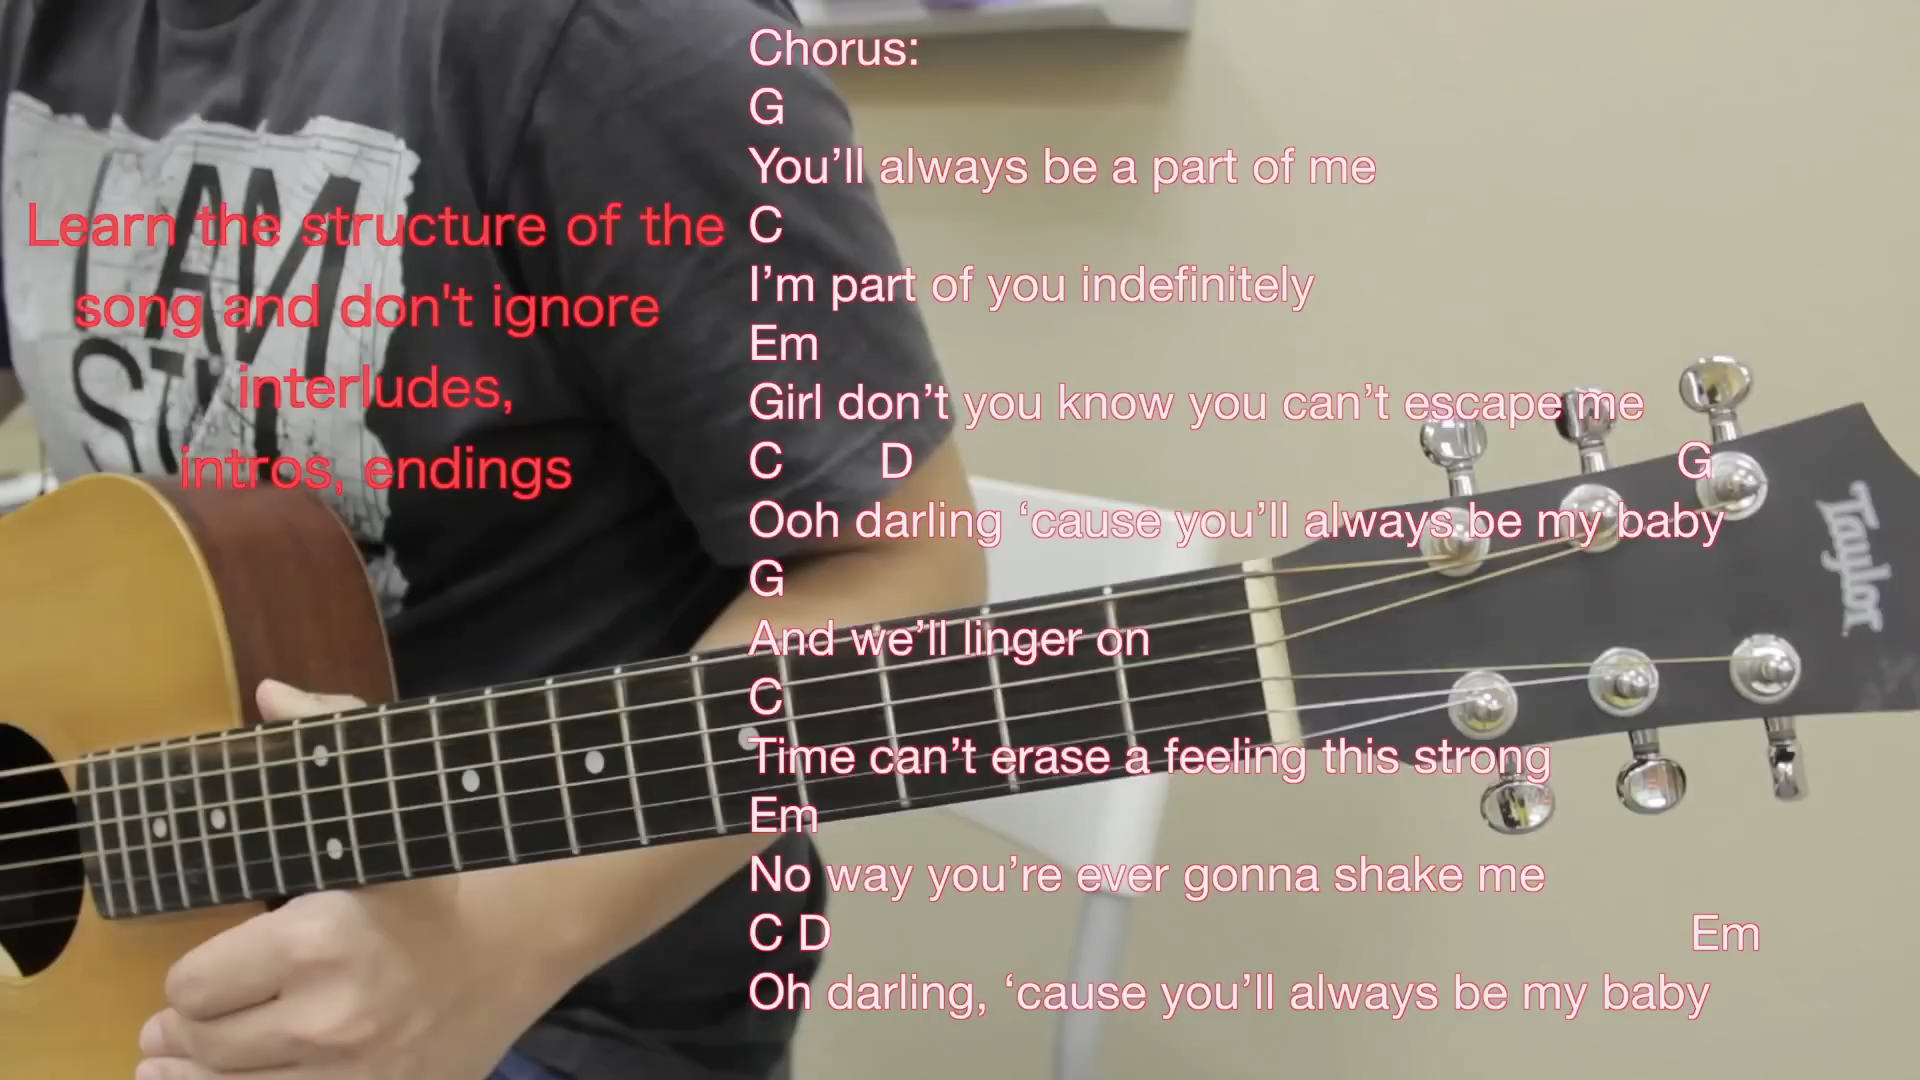 Learn the structure of the
song and don't ignore
interludes,
intros, endings
Chorus:
G
You’ll always be a part of me
C
I’m part of you indefinitely
Em
Girl don’t you know you can’t escape me
C D G
Ooh darling ‘cause you’ll always be my baby
G
And we’ll linger on
C
Time can’t erase a feeling this strong
Em
No way you’re ever gonna shake me
C D Em
Oh darling, ‘cause you’ll always be my baby
I AM
Taylor